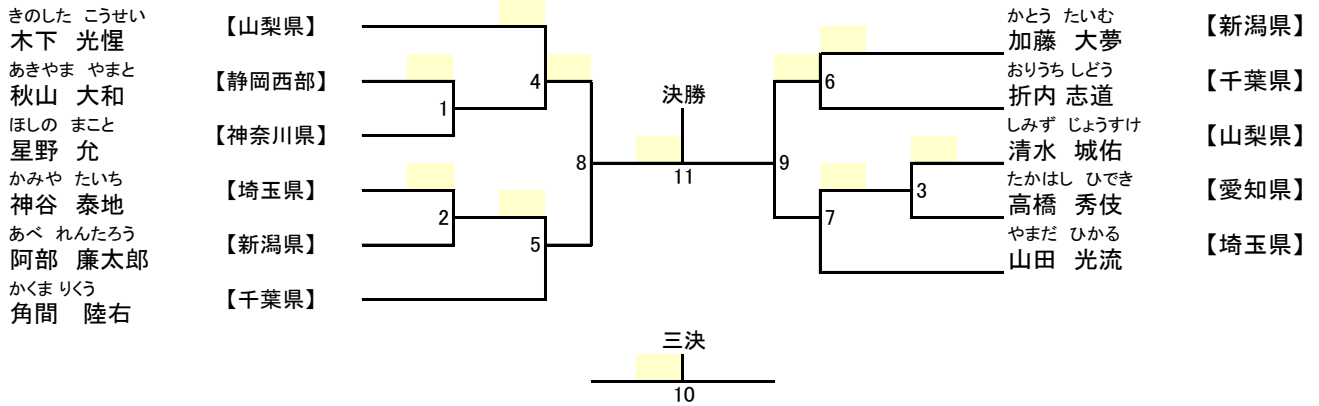 きのした こうせい
木下 光惺 【山梨県】
あきやま やまと
秋山 大和 【静岡西部】
ほしの まこと
星野 允 【神奈川県】
かみや たいち
神谷 泰地 【埼玉県】
あべ れんたろう
阿部 廉太郎 【新潟県】
かくま りくう
角間 陸右 【千葉県】
1
2
4
5
8
決勝
11
9
6
7
3
かとう たいむ
加藤 大夢 【新潟県】
おりうち しどう
折内 志道 【千葉県】
しみず じょうすけ
清水 城佑 【山梨県】
たかはし ひでき
高橋 秀伎 【愛知県】
やまだ ひかる
山田 光流 【埼玉県】
三決
10